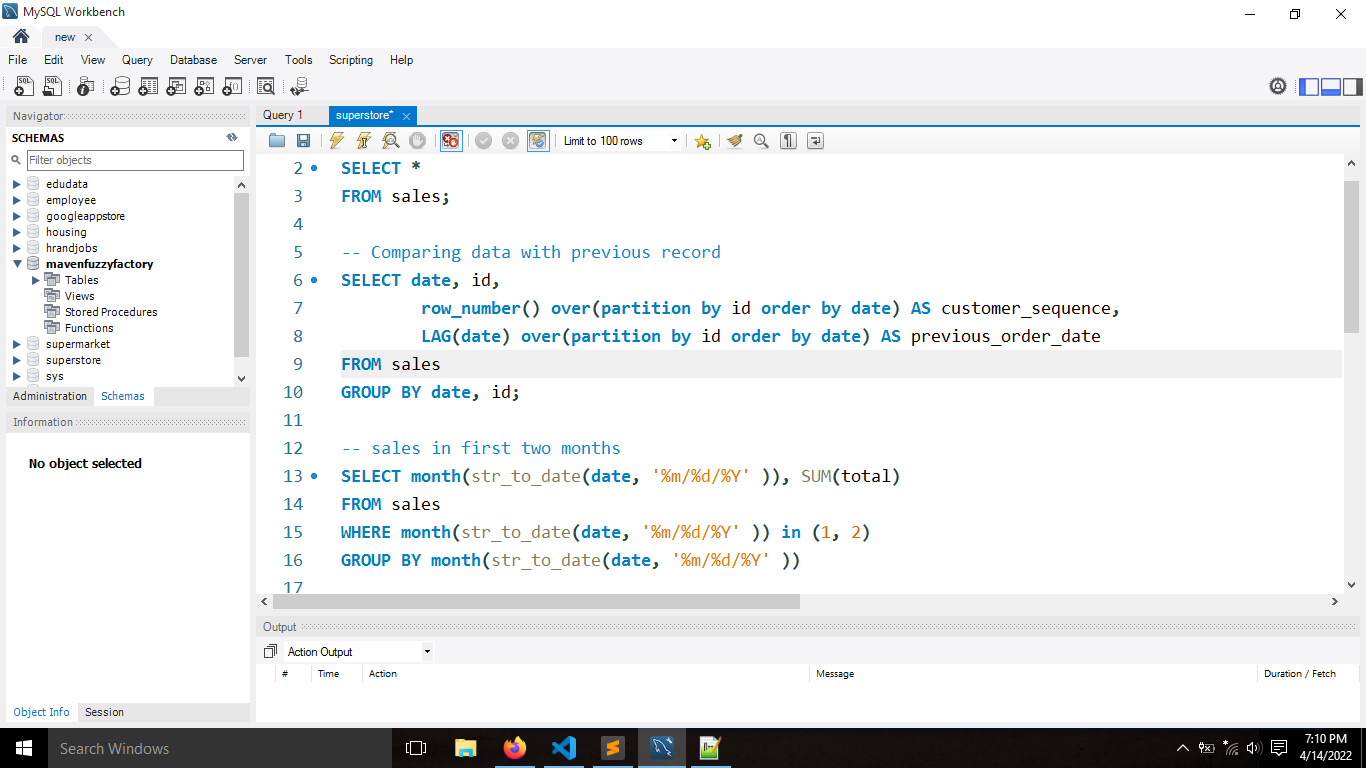 MySQL Workbench
new
File Edit View Query Database Server Tools Scripting Help
Navigator
SCHEMAS
Filter objects
edudata
employee
googleappstore
housing
hrandjobs
mavenfuzzyfactory
Tables
Views
Stored Procedures
Functions
supermarket
superstore
sys
Administration Schemas
Information
No object selected
Object Info Session
Query 1 superstore*
Limit to 100 rows
2 SELECT *
3 FROM sales;
4
5 -- Comparing data with previous record
6 SELECT date, id,
7 row_number() over(partition by id order by date) AS customer_sequence,
8 LAG(date) over(partition by id order by date) AS previous_order_date
9 FROM sales
10 GROUP BY date, id;
11
12 -- sales in first two months
13 SELECT month(str_to_date(date, '%m/%d/%Y' )), SUM(total)
14 FROM sales
15 WHERE month(str_to_date(date, '%m/%d/%Y' )) in (1, 2)
16 GROUP BY month(str_to_date(date, '%m/%d/%Y' ))
17
Output
Action Output
# Time Action Message Duration / Fetch
Search Windows
7:10 PM
4/14/2022